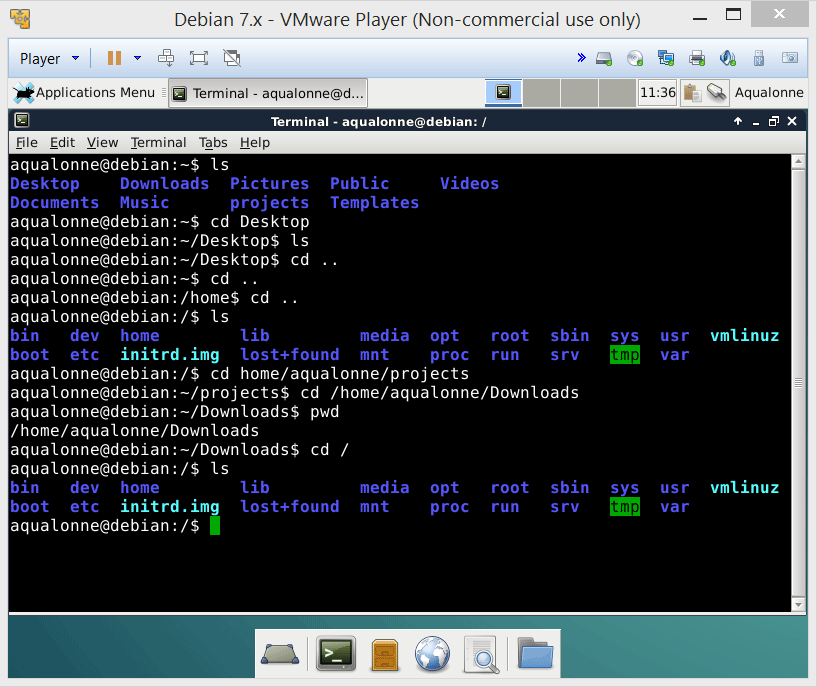 Debian 7.x - VMware Player (Non-commercial use only)
Player
Applications Menu Terminal - aqualonne@d... 11:36 Aqualonne
Terminal - aqualonne@debian: /
File Edit View Terminal Tabs Help
aqualonne@debian:~$ ls
Desktop    Downloads  Pictures  Public     Videos
Documents  Music      projects  Templates
aqualonne@debian:~$ cd Desktop
aqualonne@debian:~/Desktop$ ls
aqualonne@debian:~/Desktop$ cd ..
aqualonne@debian:~$ cd ..
aqualonne@debian:/home$ cd ..
aqualonne@debian:/$ ls
bin   dev  home        lib         media  opt   root  sbin  sys  usr  vmlinuz
boot  etc  initrd.img  lost+found  mnt    proc  run   srv   tmp  var
aqualonne@debian:/$ cd home/aqualonne/projects
aqualonne@debian:~/projects$ cd /home/aqualonne/Downloads
aqualonne@debian:~/Downloads$ pwd
/home/aqualonne/Downloads
aqualonne@debian:~/Downloads$ cd /
aqualonne@debian:/$ ls
bin   dev  home        lib         media  opt   root  sbin  sys  usr  vmlinuz
boot  etc  initrd.img  lost+found  mnt    proc  run   srv   tmp  var
aqualonne@debian:/$